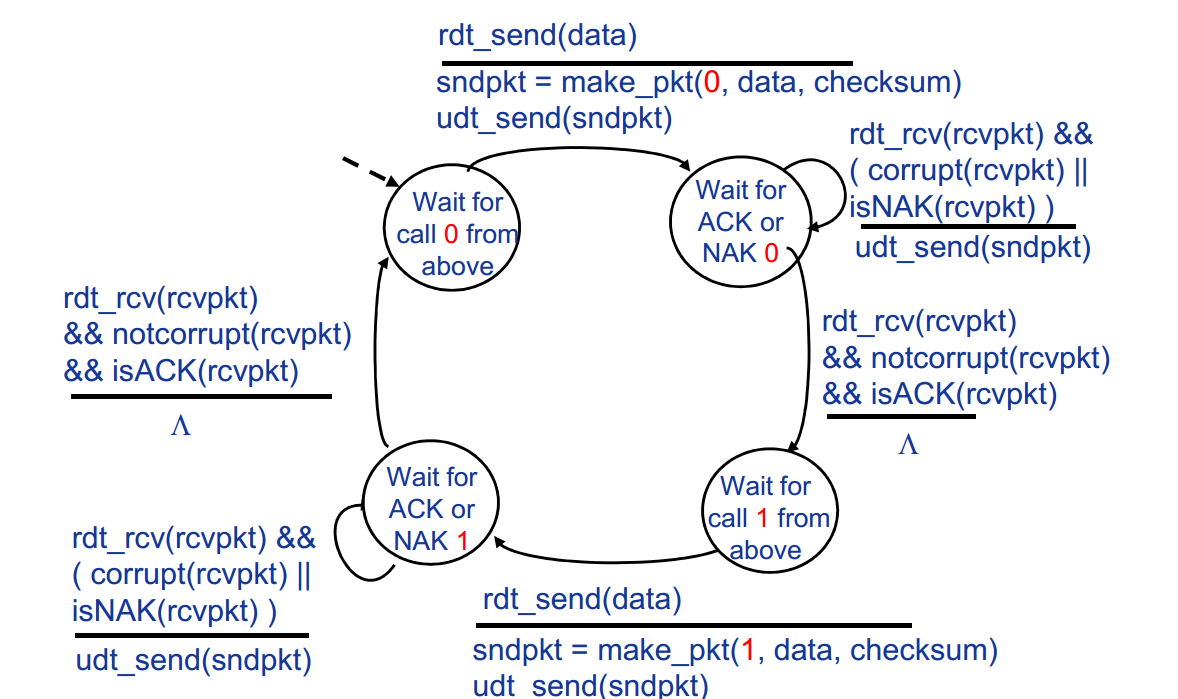 rdt_send(data)
sndpkt = make_pkt(0, data, checksum)
udt_send(sndpkt)
rdt_rcv(rcvpkt) &&
( corrupt(rcvpkt) ||
isNAK(rcvpkt) )
udt_send(sndpkt)
Wait for
call 0 from
above
Wait for
ACK or
NAK 0
rdt_rcv(rcvpkt)
&& notcorrupt(rcvpkt)
&& isACK(rcvpkt)
Λ
rdt_rcv(rcvpkt)
&& notcorrupt(rcvpkt)
&& isACK(rcvpkt)
Λ
Wait for
ACK or
NAK 1
Wait for
call 1 from
above
rdt_rcv(rcvpkt) &&
( corrupt(rcvpkt) ||
isNAK(rcvpkt) )
udt_send(sndpkt)
rdt_send(data)
sndpkt = make_pkt(1, data, checksum)
udt_send(sndpkt)